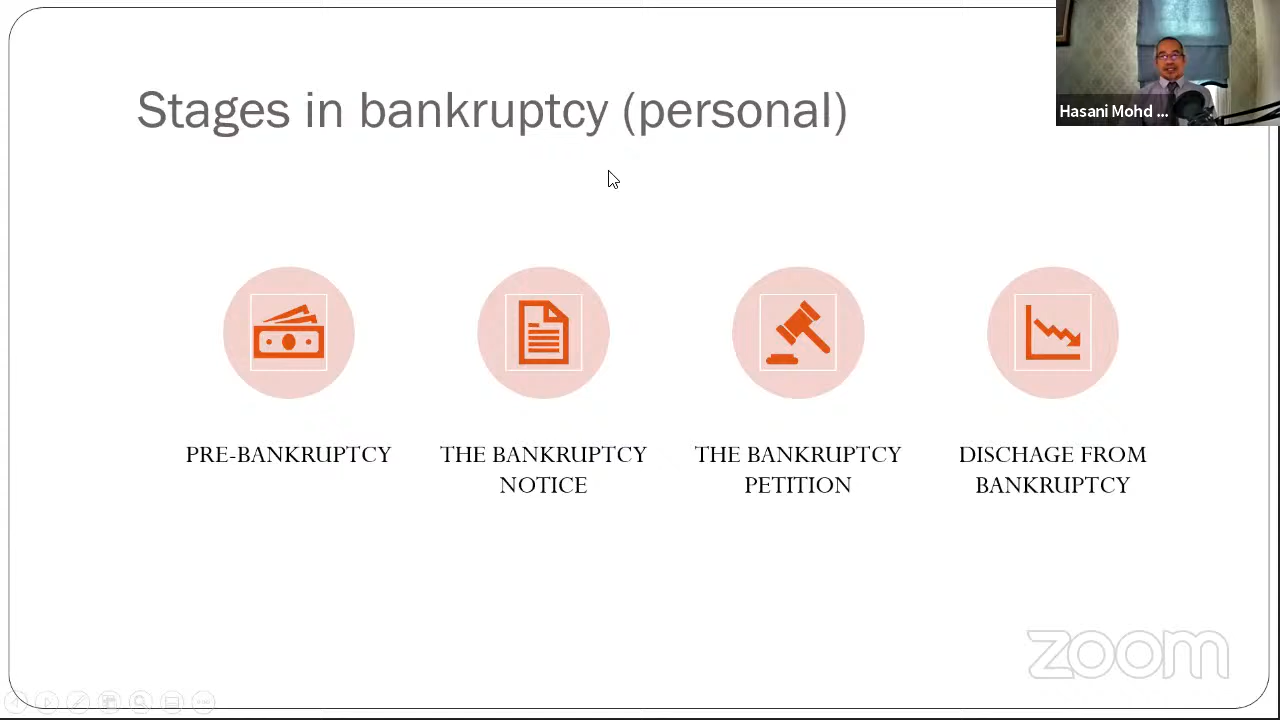 Stages in bankruptcy (personal)
Hasani Mohd ...
PRE-BANKRUPTCY
THE BANKRUPTCY
NOTICE
THE BANKRUPTCY
PETITION
DISCHAGE FROM
BANKRUPTCY
zoom